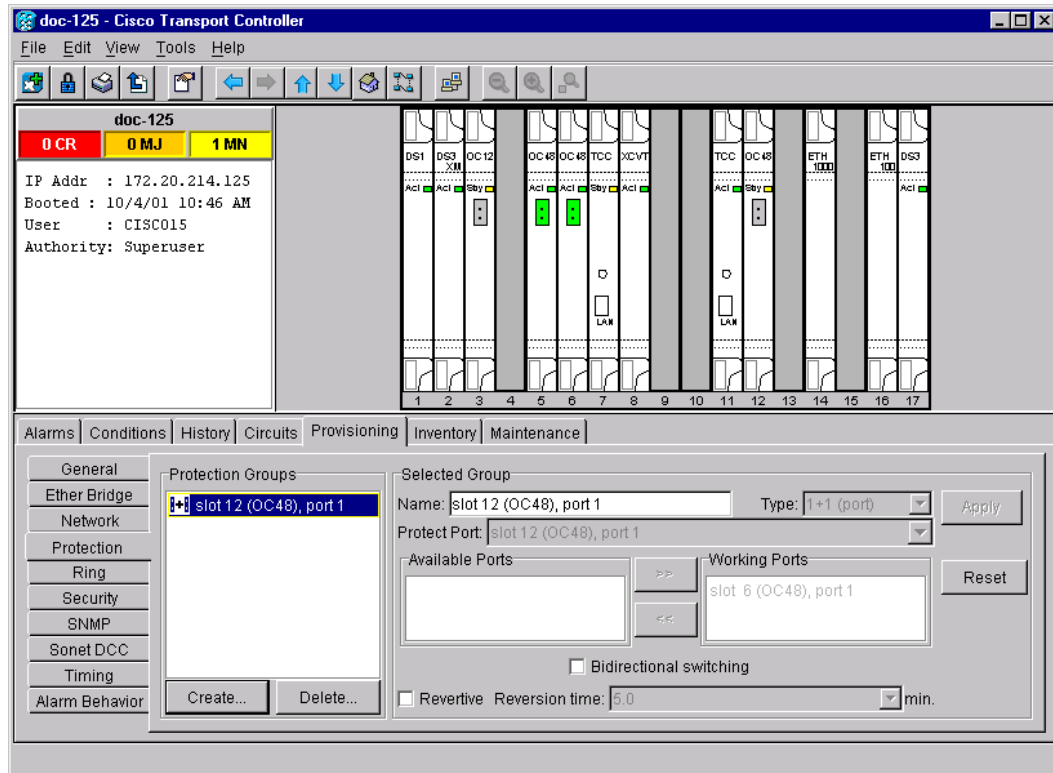 doc-125 - Cisco Transport Controller
File Edit View Tools Help
doc-125
0 CR 0 MJ 1 MN
IP Addr : 172.20.214.125
Booted : 10/4/01 10:46 AM
User : CISCO15
Authority: Superuser
DS1 DS3 XM OC12 OC48 OC48 TCC XCVT TCC OC48 ETH 1000 ETH 100 DS3
Act Act Sby Act Act Sby Act Act Sby Act
LAN LAN
1 2 3 4 5 6 7 8 9 10 11 12 13 14 15 16 17
Alarms Conditions History Circuits Provisioning Inventory Maintenance
General
Ether Bridge
Network
Protection
Ring
Security
SNMP
Sonet DCC
Timing
Alarm Behavior
Protection Groups
slot 12 (OC48), port 1
Create... Delete...
Selected Group
Name: slot 12 (OC48), port 1 Type: 1+1 (port) Apply
Protect Port: slot 12 (OC48), port 1
Available Ports >> Working Ports Reset
slot 6 (OC48), port 1
<<
Bidirectional switching
Revertive Reversion time: 5.0 min.